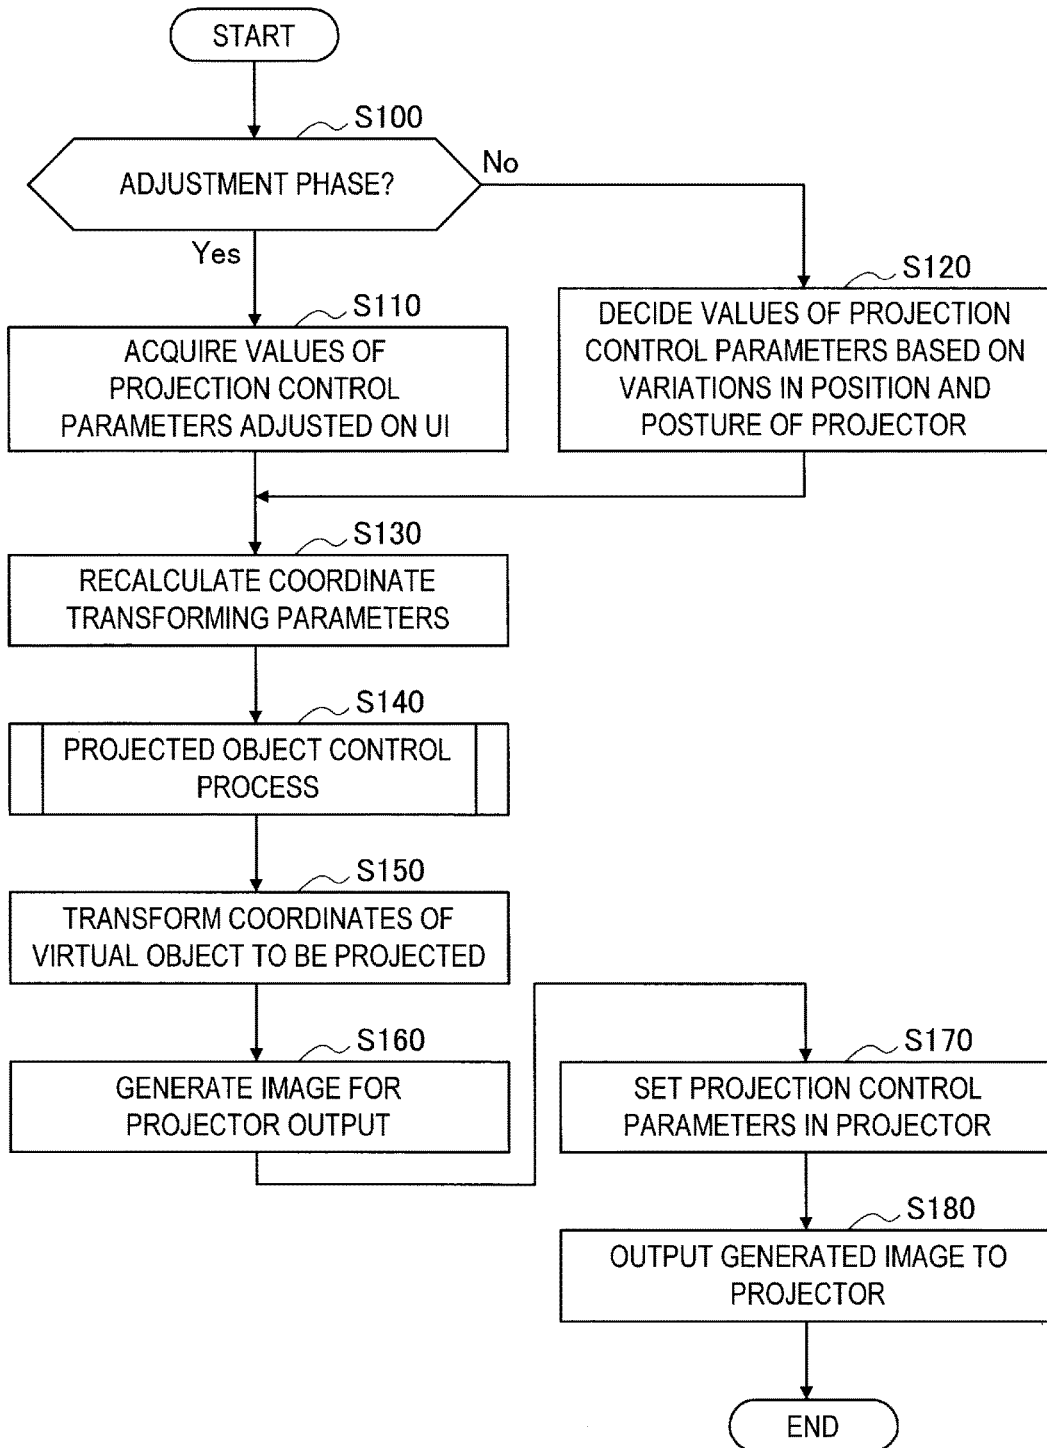 START
S100
ADJUSTMENT PHASE?
No
Yes
S110
ACQUIRE VALUES OF
PROJECTION CONTROL
PARAMETERS ADJUSTED ON UI
S120
DECIDE VALUES OF PROJECTION
CONTROL PARAMETERS BASED ON
VARIATIONS IN POSITION AND
POSTURE OF PROJECTOR
S130
RECALCULATE COORDINATE
TRANSFORMING PARAMETERS
S140
PROJECTED OBJECT CONTROL
PROCESS
S150
TRANSFORM COORDINATES OF
VIRTUAL OBJECT TO BE PROJECTED
S160
GENERATE IMAGE FOR
PROJECTOR OUTPUT
S170
SET PROJECTION CONTROL
PARAMETERS IN PROJECTOR
S180
OUTPUT GENERATED IMAGE TO
PROJECTOR
END